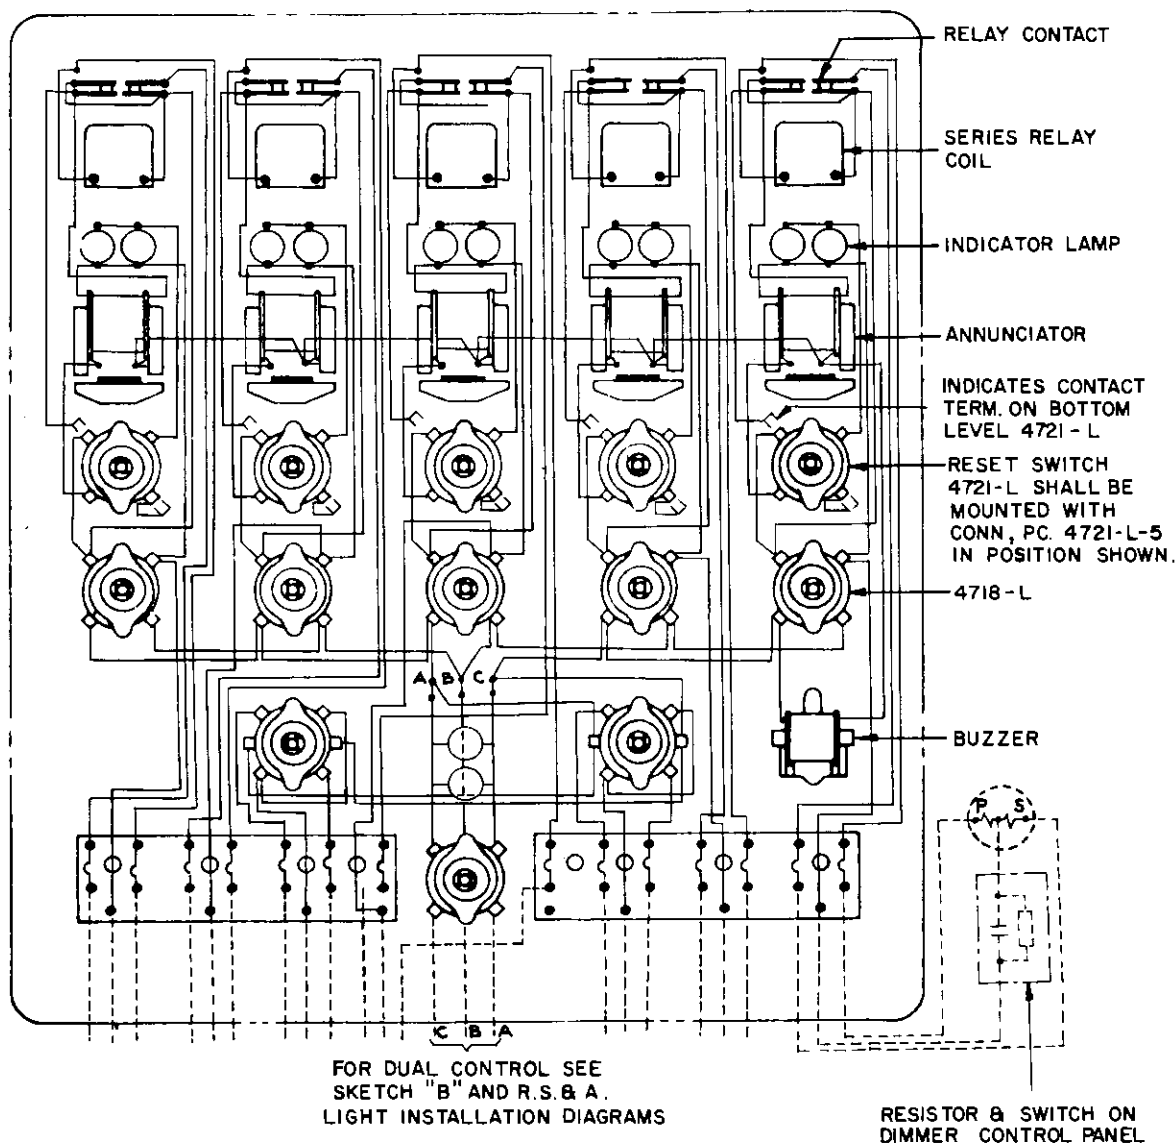 RELAY CONTACT
SERIES RELAY
COIL
INDICATOR LAMP
ANNUNCIATOR
INDICATES CONTACT
TERM. ON BOTTOM
LEVEL 4721-L
RESET SWITCH
4721-L SHALL BE
MOUNTED WITH
CONN, PC. 4721-L-5
IN POSITION SHOWN.
4718-L
A B C
BUZZER
P S
C B A
FOR DUAL CONTROL SEE
SKETCH "B" AND R.S.& A.
LIGHT INSTALLATION DIAGRAMS
RESISTOR & SWITCH ON
DIMMER CONTROL PANEL